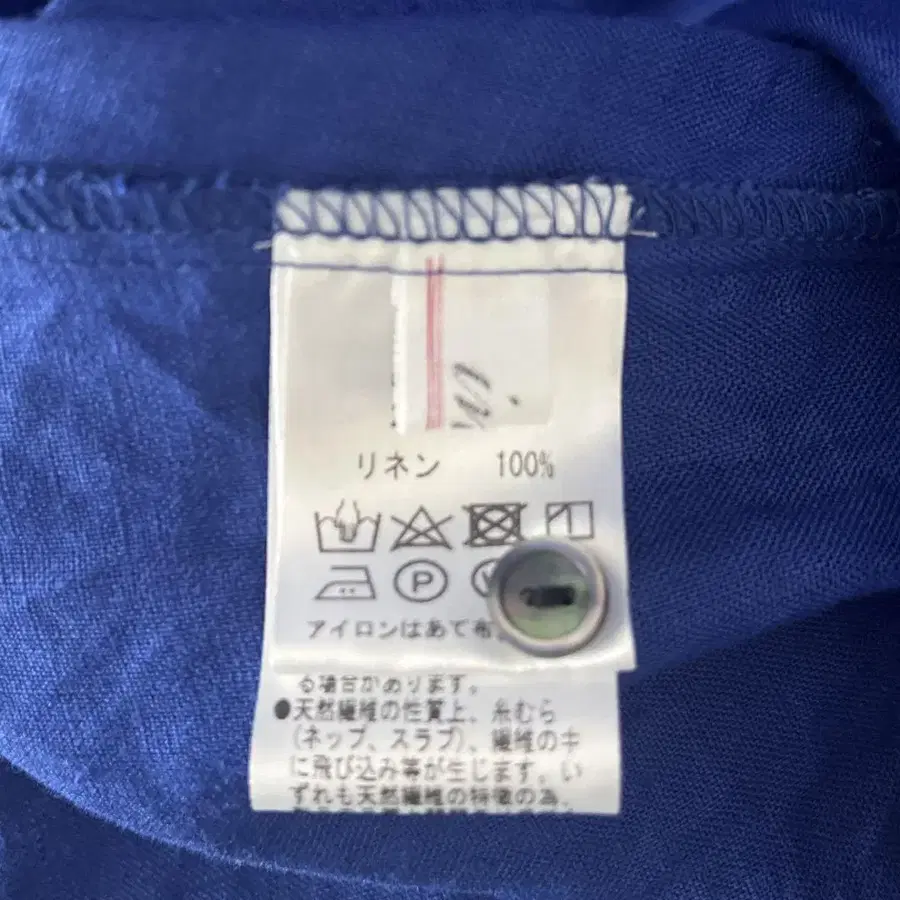 リネン 100%
P
アイロンはあて布
る場合があります。
●天然繊維の性質上、糸むら
(ネップ、スラブ)、繊維のキ
に飛び込み等が生じます。い
ずれも天然繊維の特徴の為、